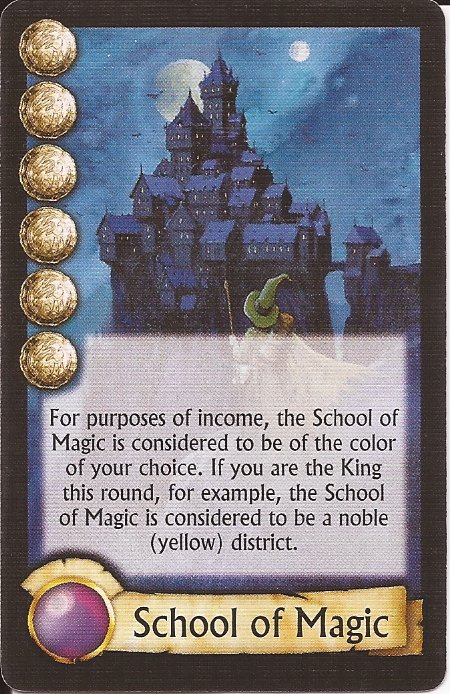 For purposes of income, the School of
Magic is considered to be of the color
of your choice. If you are the King
this round, for example, the School
of Magic is considered to be a noble
(yellow) district.
School of Magic